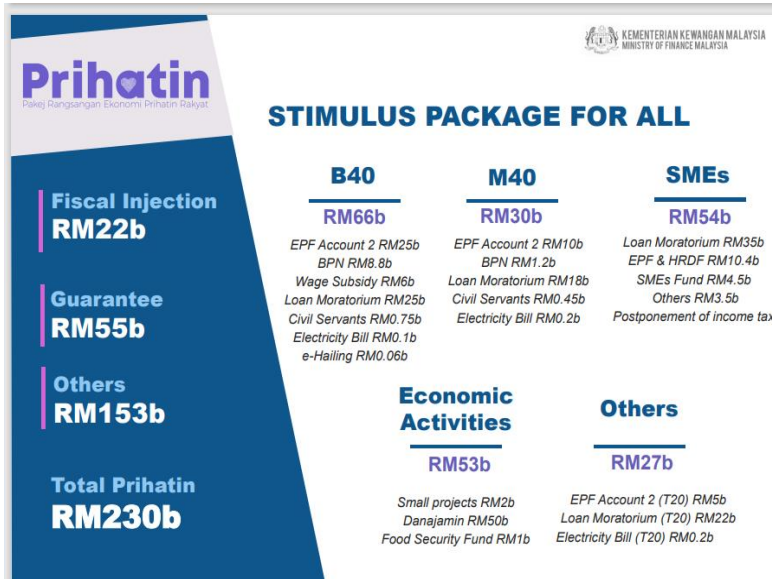 KEMENTERIAN KEWANGAN MALAYSIA
MINISTRY OF FINANCE MALAYSIA
Prihatin
Pakej Rangsangan Ekonomi Prihatin Rakyat
STIMULUS PACKAGE FOR ALL
Fiscal Injection
RM22b
Guarantee
RM55b
Others
RM153b
Total Prihatin
RM230b
B40
RM66b
EPF Account 2 RM25b
BPN RM8.8b
Wage Subsidy RM6b
Loan Moratorium RM25b
Civil Servants RM0.75b
Electricity Bill RM0.1b
e-Hailing RM0.06b
M40
RM30b
EPF Account 2 RM10b
BPN RM1.2b
Loan Moratorium RM18b
Civil Servants RM0.45b
Electricity Bill RM0.2b
SMEs
RM54b
Loan Moratorium RM35b
EPF & HRDF RM10.4b
SMEs Fund RM4.5b
Others RM3.5b
Postponement of income tax
Economic
Activities
RM53b
Small projects RM2b
Danajamin RM50b
Food Security Fund RM1b
Others
RM27b
EPF Account 2 (T20) RM5b
Loan Moratorium (T20) RM22b
Electricity Bill (T20) RM0.2b